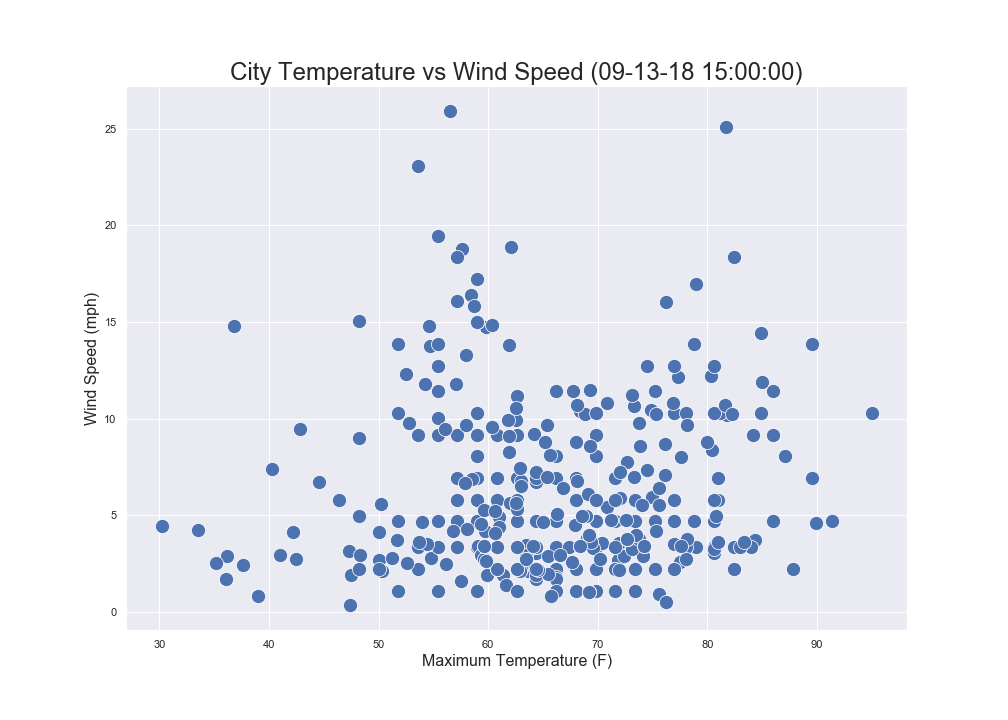 City Temperature vs Wind Speed (09-13-18 15:00:00)
25
20
15
10
5
0
Wind Speed (mph)
30 40 50 60 70 80 90
Maximum Temperature (F)